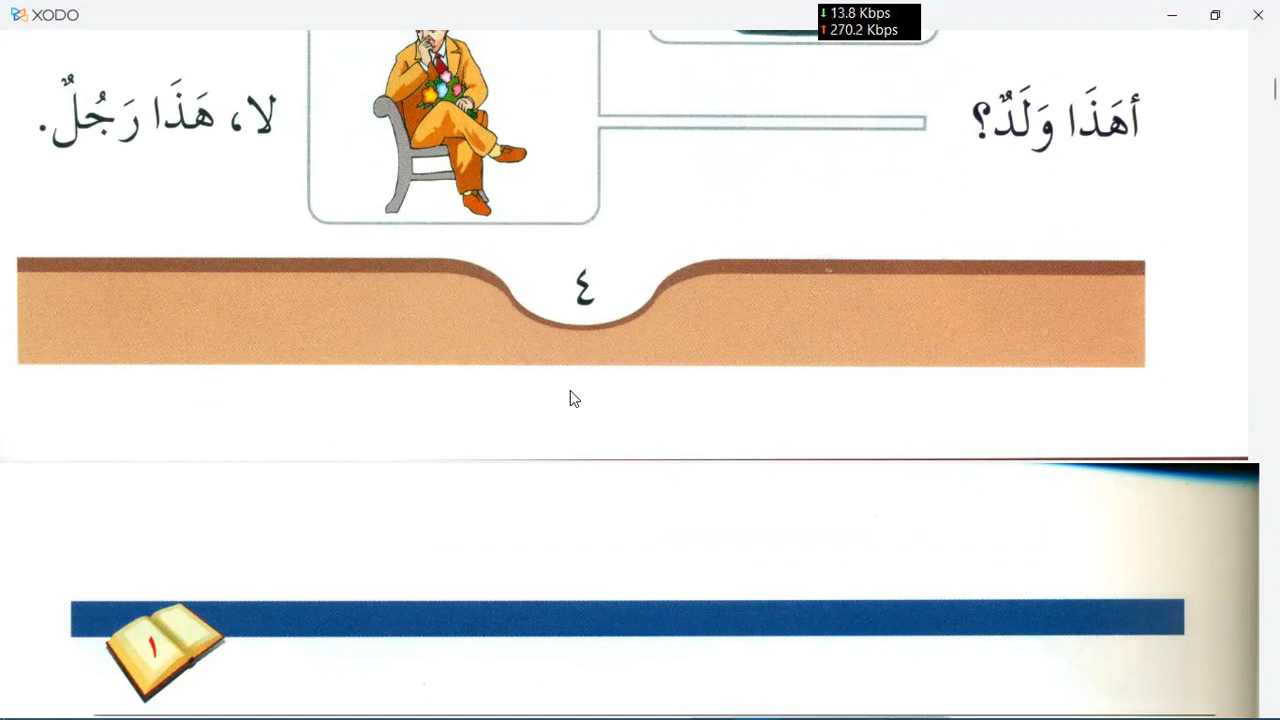 XODO
↓ 13.8 Kbps
↑ 270.2 Kbps
أَهَذَا وَلَدٌ؟
لا، هَذَا رَجُلٌ.
٤
١